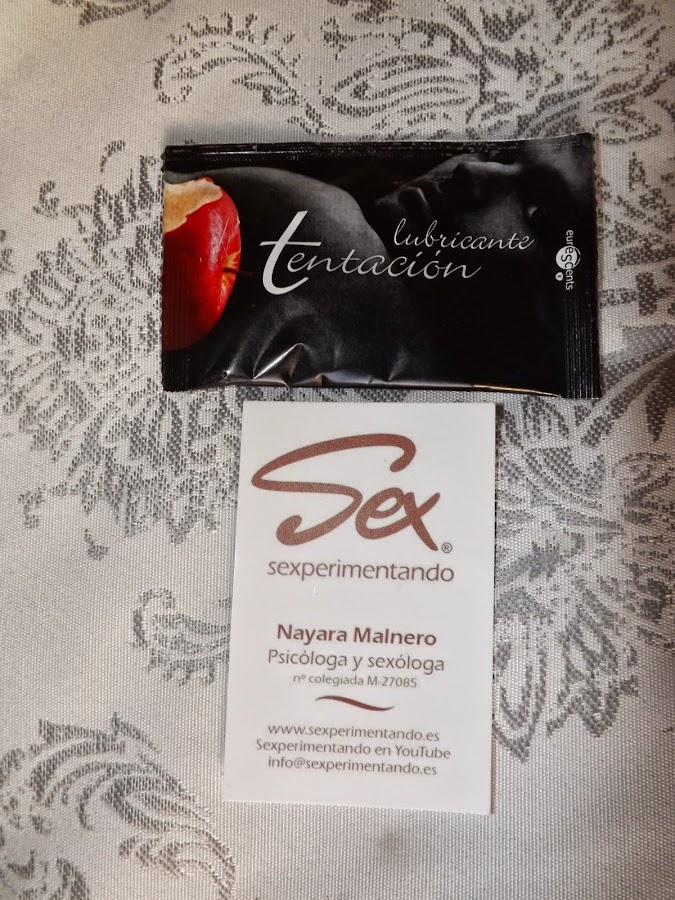 lubricante
tentación
eureScents
Sex®
sexperimentando
Nayara Malnero
Psicóloga y sexóloga
nº colegiada M-27085
www.sexperimentando.es
Sexperimentando en YouTube
info@sexperimentando.es